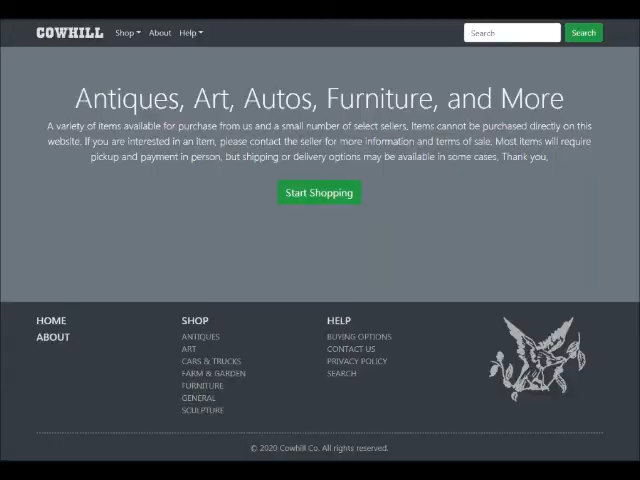 COWHILL Shop About Help Search Search
Antiques, Art, Autos, Furniture, and More
A variety of items available for purchase from us and a small number of select sellers. Items cannot be purchased directly on this
website. If you are interested in an item, please contact the seller for more information and terms of sale. Most items will require
pickup and payment in person, but shipping or delivery options may be available in some cases. Thank you.
Start Shopping
HOME
ABOUT
SHOP
ANTIQUES
ART
CARS & TRUCKS
FARM & GARDEN
FURNITURE
GENERAL
SCULPTURE
HELP
BUYING OPTIONS
CONTACT US
PRIVACY POLICY
SEARCH
© 2020 Cowhill Co. All rights reserved.